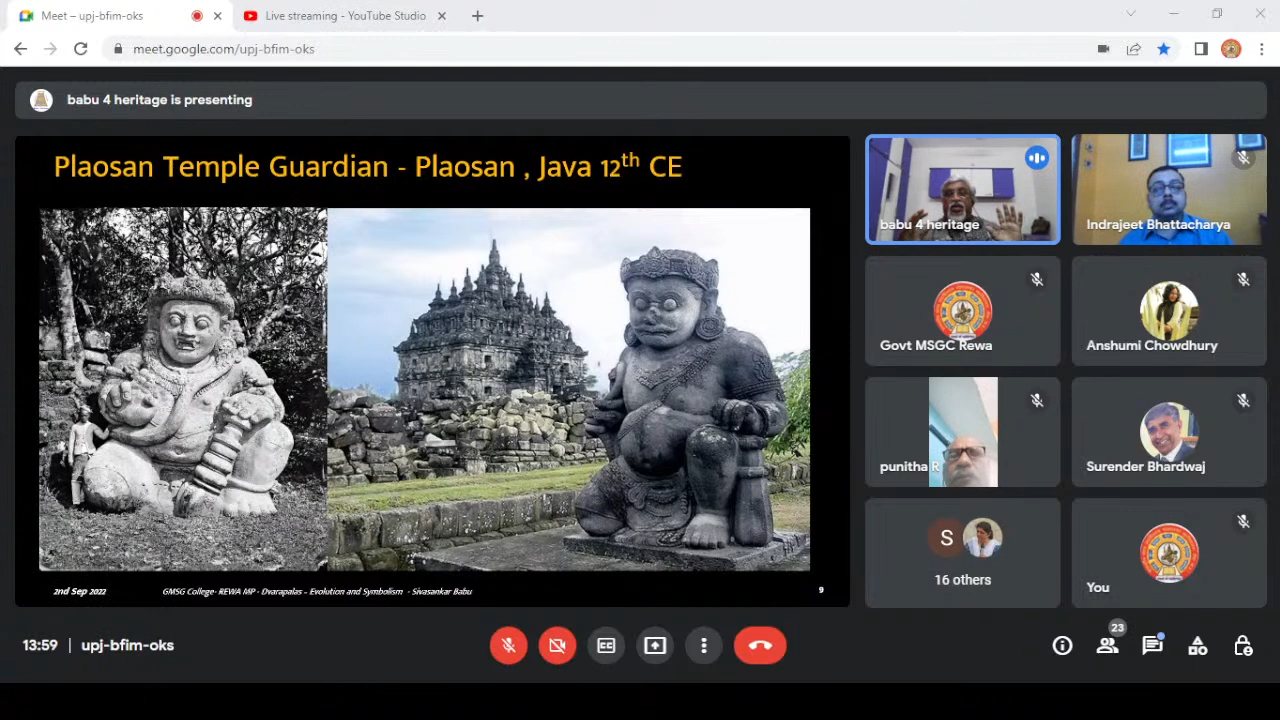 Meet – upj-bfim-oks
Live streaming - YouTube Studio
meet.google.com/upj-bfim-oks
babu 4 heritage is presenting
Plaosan Temple Guardian - Plaosan , Java 12th CE
2nd Sep 2022
GMSG College- REWA MP - Dvarapalas – Evolution and Symbolism - Sivasankar Babu
9
babu 4 heritage
Indrajeet Bhattacharya
Govt MSGC Rewa
Anshumi Chowdhury
punitha R
Surender Bhardwaj
S
16 others
You
13:59 | upj-bfim-oks
CC
23